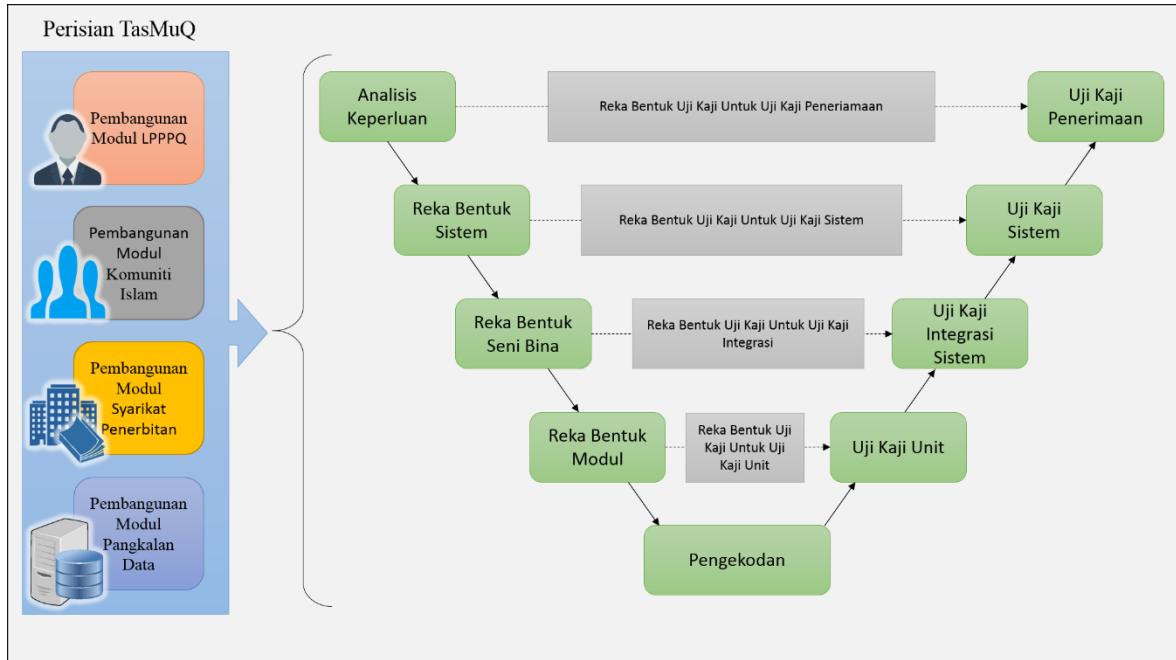 Perisian TasMuQ
Pembangunan
Modul LPPPQ
Pembangunan
Modul
Komuniti
Islam
Pembangunan
Modul
Syarikat
Penerbitan
Pembangunan
Modul
Pangkalan
Data
Analisis
Keperluan
Reka Bentuk Uji Kaji Untuk Uji Kaji Peneriamaan
Uji Kaji
Penerimaan
Reka Bentuk
Sistem
Reka Bentuk Uji Kaji Untuk Uji Kaji Sistem
Uji Kaji
Sistem
Reka Bentuk
Seni Bina
Reka Bentuk Uji Kaji Untuk Uji Kaji
Integrasi
Uji Kaji
Integrasi
Sistem
Reka Bentuk
Modul
Reka Bentuk Uji
Kaji Untuk Uji
Kaji Unit
Uji Kaji Unit
Pengekodan